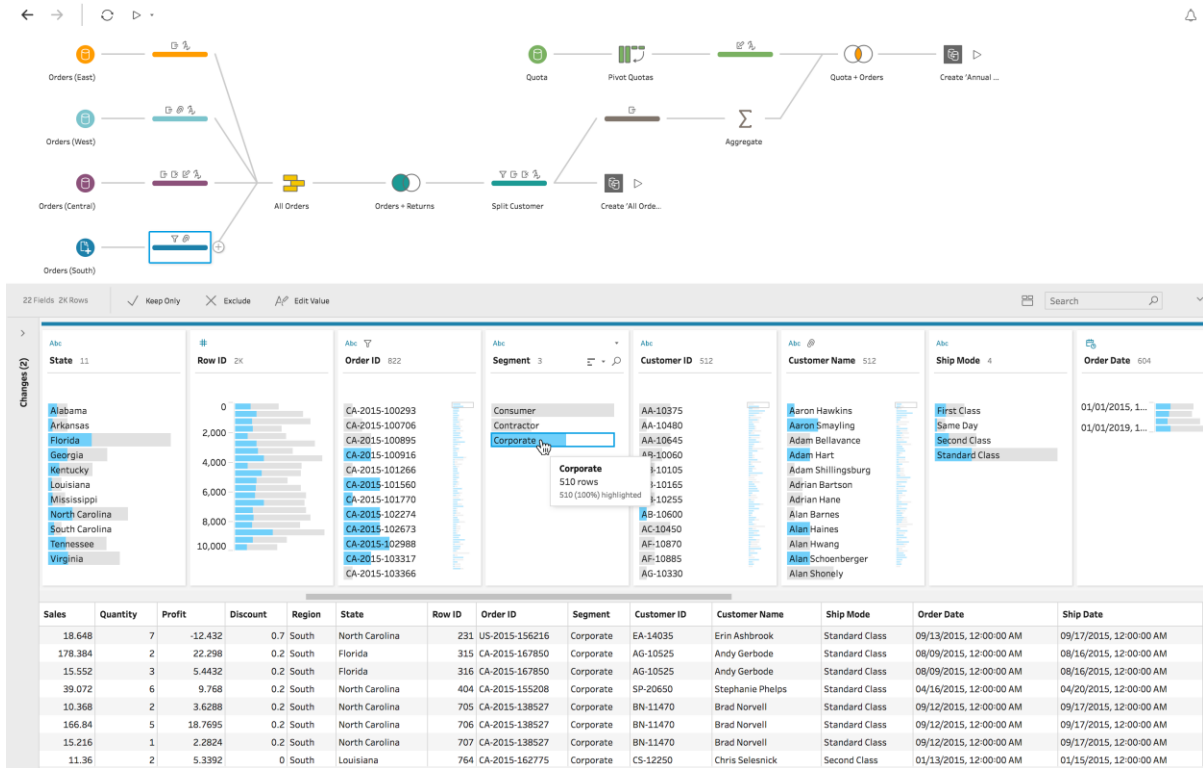 Orders (East)
Quota
Pivot Quotas
Quota + Orders
Create 'Annual ...
Orders (West)
Aggregate
Orders (Central)
All Orders
Orders + Returns
Split Customer
Create 'All Orde...
Orders (South)
22 Fields 2K Rows
Keep Only
Exclude
Edit Value
Search
Changes (2)
Abc
State 11
Alabama
Arkansas
Florida
Georgia
Kentucky
Louisiana
Mississippi
North Carolina
South Carolina
Tennessee
Virginia
#
Row ID 2K
0
2,000
4,000
6,000
8,000
10,000
Abc
Order ID 822
CA-2015-100293
CA-2015-100706
CA-2015-100895
CA-2015-100916
CA-2015-101266
CA-2015-101560
CA-2015-101770
CA-2015-102274
CA-2015-102673
CA-2015-102988
CA-2015-103317
CA-2015-103366
Abc
Segment 3
Consumer
Contractor
Corporate
Corporate
510 rows
510 (100%) highlighted
Abc
Customer ID 512
AA-10375
AA-10480
AA-10645
AB-10060
AB-10600
AF-10870
AF-10885
AG-10330
Abc
Customer Name 512
Aaron Hawkins
Aaron Smayling
Adam Bellavance
Adam Hart
Adam Shillingsburg
Adrian Bartson
Adrian Hane
Alan Barnes
Alan Haines
Alan Hwang
Alan Schoenberger
Alan Shonely
Abc
Ship Mode 4
First Class
Same Day
Second Class
Standard Class
Order Date 604
01/01/2015, 1...
01/01/2019, 1...
Sales Quantity Profit Discount Region State Row ID Order ID Segment Customer ID Customer Name Ship Mode Order Date Ship Date
18.648 7 -12.432 0.7 South North Carolina 231 US-2015-156216 Corporate EA-14035 Erin Ashbrook Standard Class 09/13/2015, 12:00:00 AM 09/17/2015, 12:00:00 AM
178.384 2 22.298 0.2 South Florida 315 CA-2015-167850 Corporate AG-10525 Andy Gerbode Standard Class 08/09/2015, 12:00:00 AM 08/16/2015, 12:00:00 AM
15.552 3 5.4432 0.2 South Florida 316 CA-2015-167850 Corporate AG-10525 Andy Gerbode Standard Class 08/09/2015, 12:00:00 AM 08/16/2015, 12:00:00 AM
39.072 6 9.768 0.2 South North Carolina 404 CA-2015-155208 Corporate SP-20650 Stephanie Phelps Standard Class 04/16/2015, 12:00:00 AM 04/20/2015, 12:00:00 AM
10.368 2 3.6288 0.2 South North Carolina 705 CA-2015-138527 Corporate BN-11470 Brad Norvell Standard Class 09/12/2015, 12:00:00 AM 09/17/2015, 12:00:00 AM
166.84 5 18.7695 0.2 South North Carolina 706 CA-2015-138527 Corporate BN-11470 Brad Norvell Standard Class 09/12/2015, 12:00:00 AM 09/17/2015, 12:00:00 AM
15.216 1 2.2824 0.2 South North Carolina 707 CA-2015-138527 Corporate BN-11470 Brad Norvell Standard Class 09/12/2015, 12:00:00 AM 09/17/2015, 12:00:00 AM
11.36 2 5.3392 0 South Louisiana 764 CA-2015-162775 Corporate CS-12250 Chris Selesnick Second Class 01/13/2015, 12:00:00 AM 01/15/2015, 12:00:00 AM